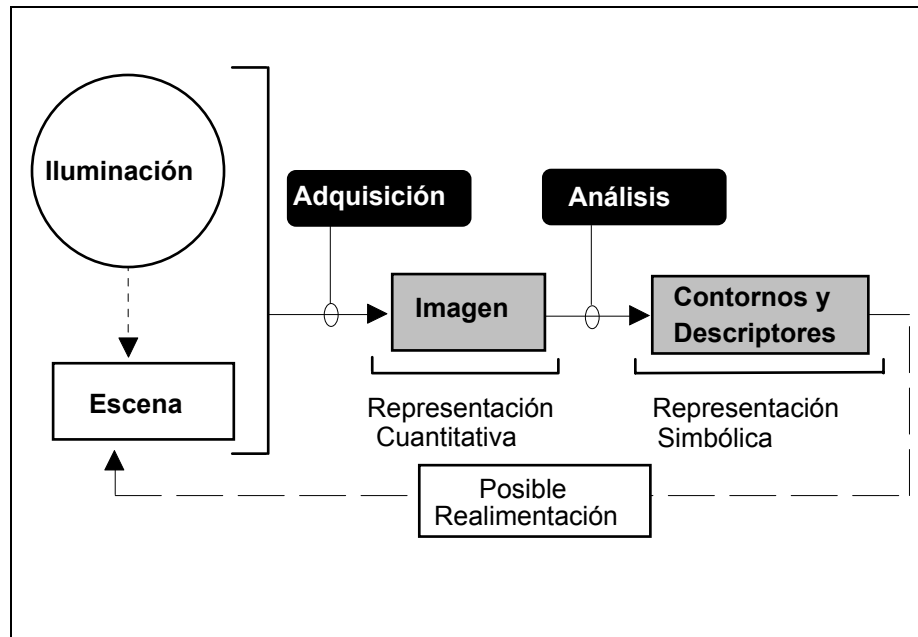 Iluminación
Adquisición
Análisis
Imagen
Contornos y
Descriptores
Escena
Representación
Cuantitativa
Representación
Simbólica
Posible
Realimentación